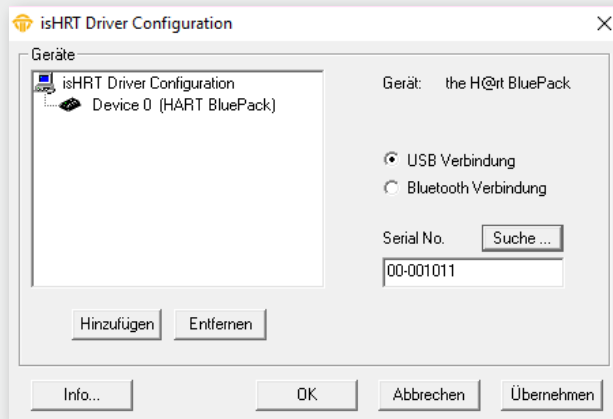 isHRT Driver Configuration
Geräte
isHRT Driver Configuration
Device 0 (HART BluePack)
Gerät: the H@rt BluePack
USB Verbindung
Bluetooth Verbindung
Serial No. Suche ...
00-001011
Hinzufügen Entfernen
Info... OK Abbrechen Übernehmen